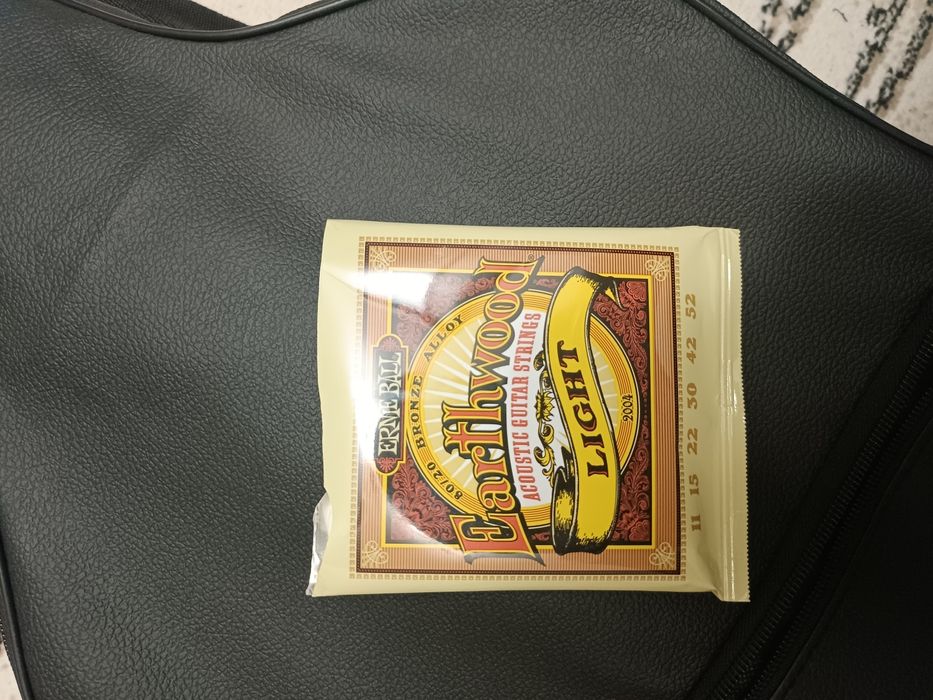 ERNIE BALL
80/20 BRONZE ALLOY
Earthwood
ACOUSTIC GUITAR STRINGS
LIGHT
2004
11 15 22 30 42 52